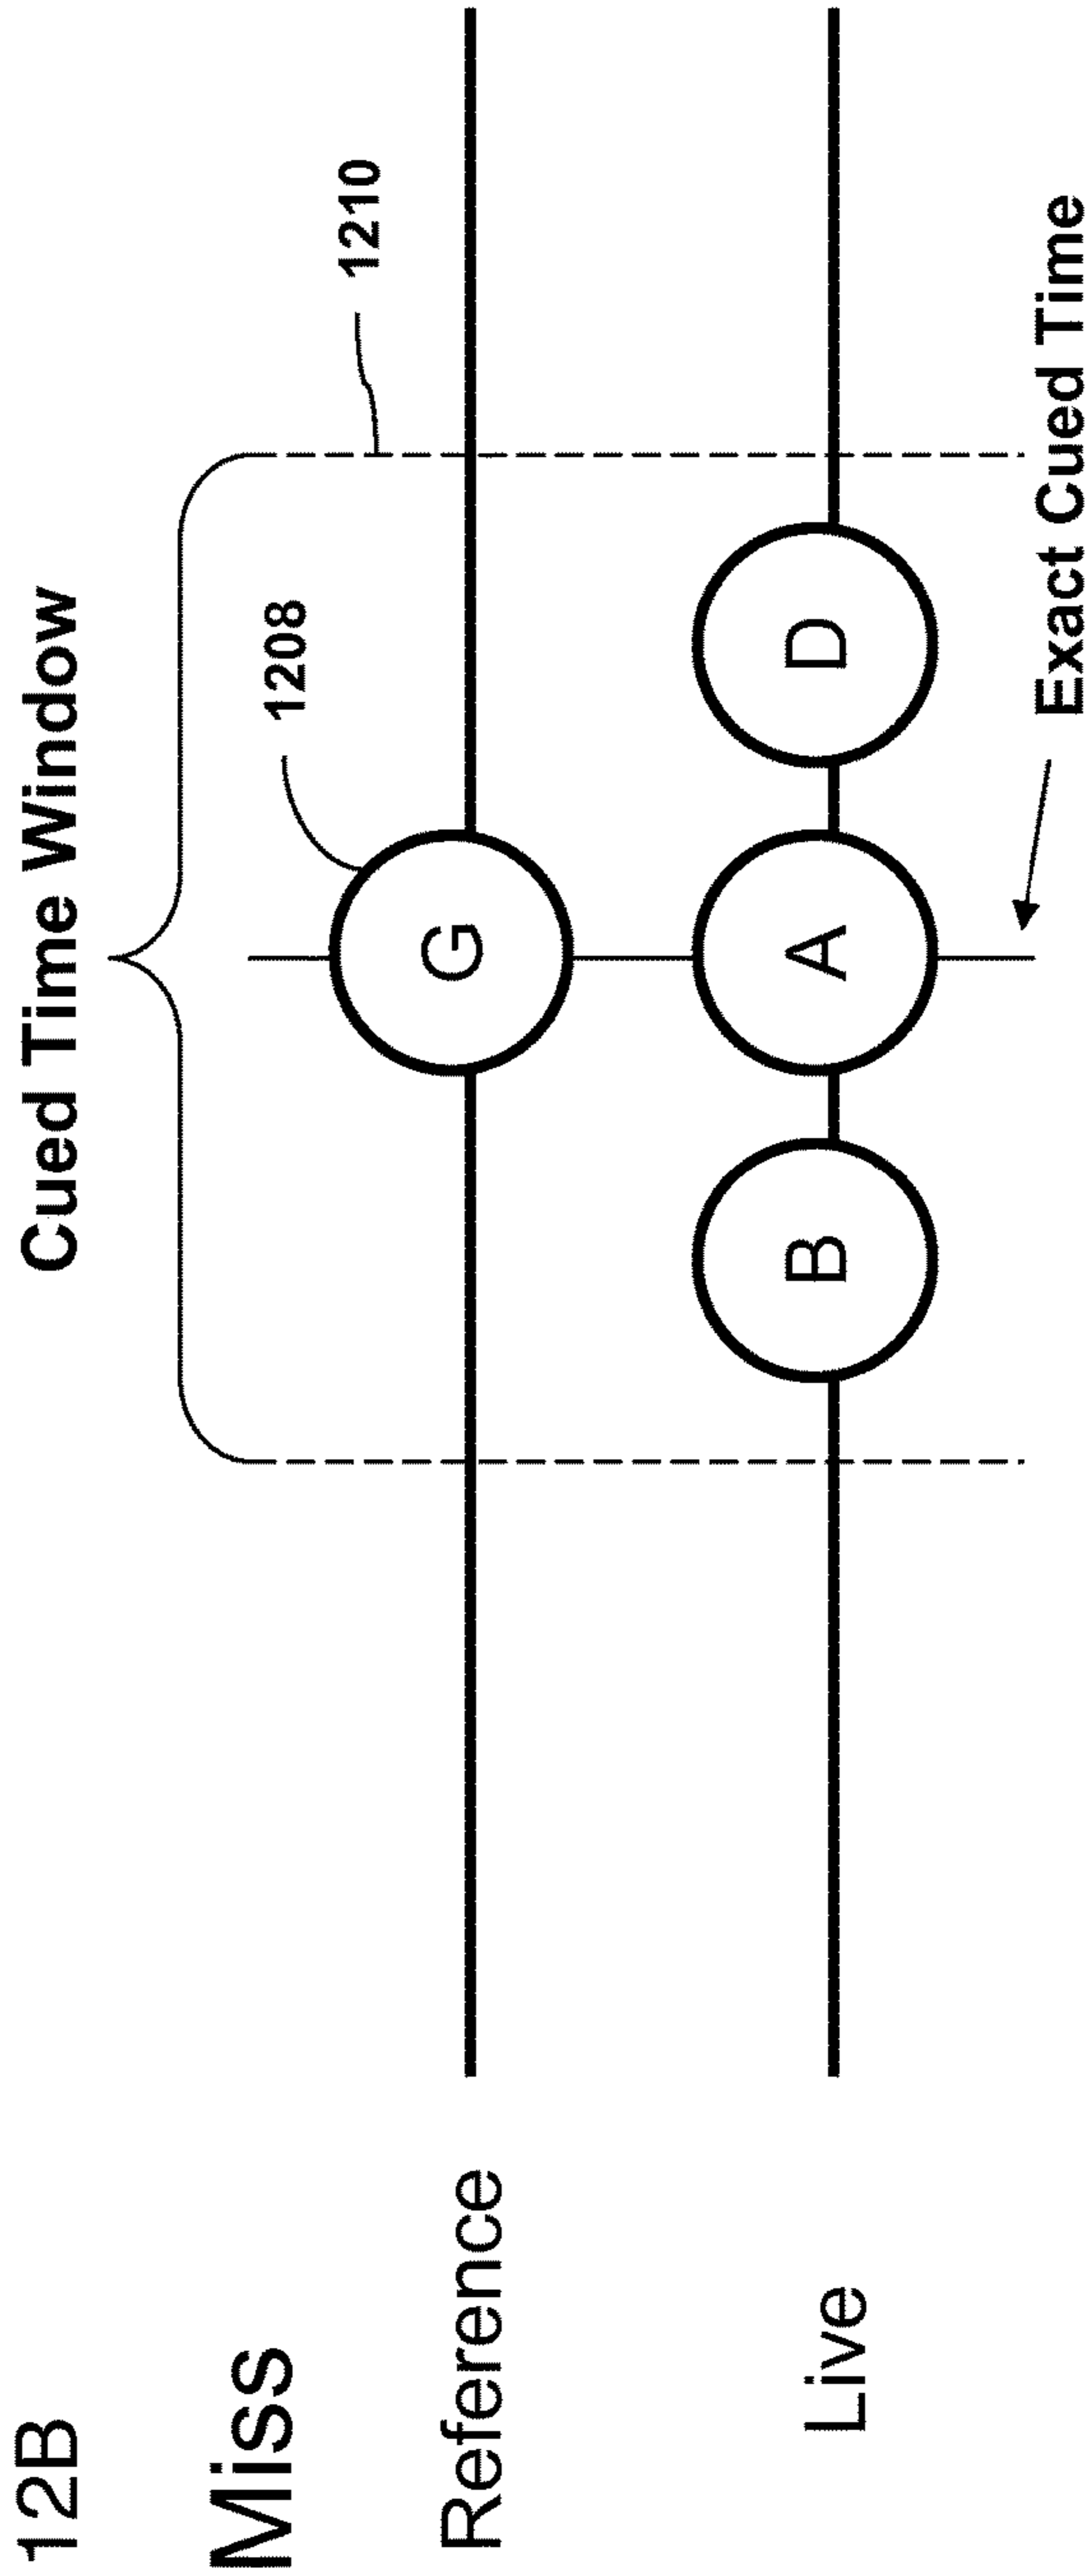 12B
Cued Time Window
Miss
1208
1210
Reference
G
Live
B
A
D
Exact Cued Time